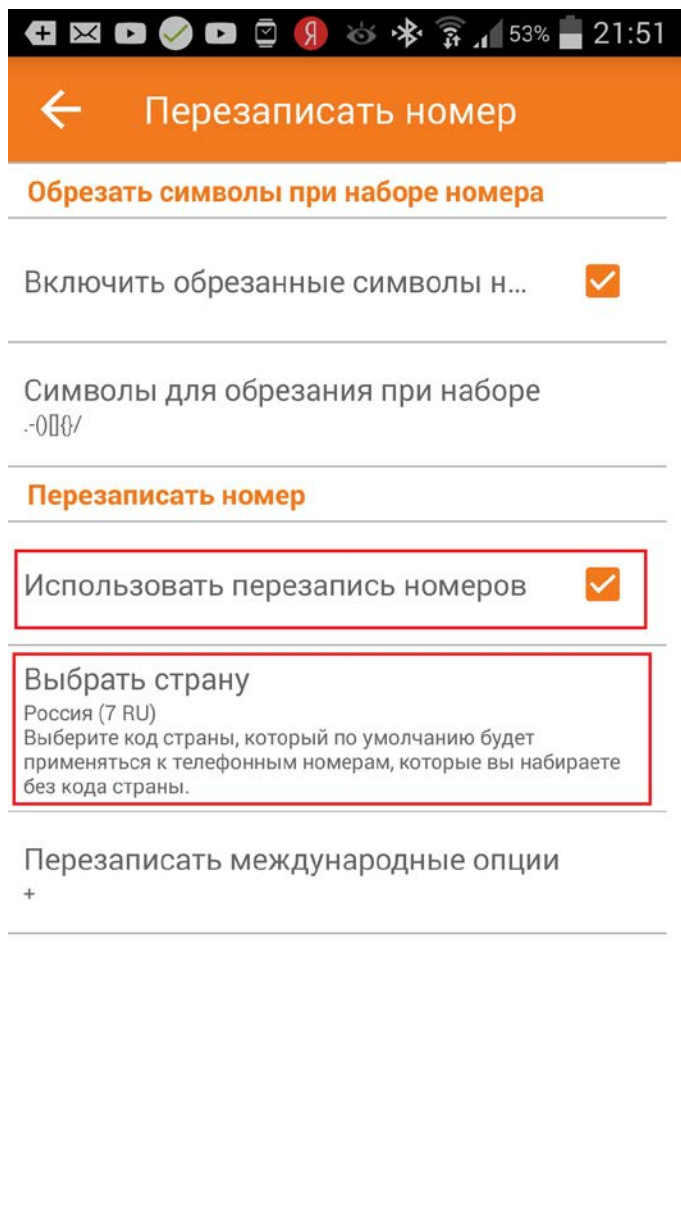 53% 21:51
Перезаписать номер
Обрезать символы при наборе номера
Включить обрезанные символы н...
Символы для обрезания при наборе
.-()[]{}/
Перезаписать номер
Использовать перезапись номеров
Выбрать страну
Россия (7 RU)
Выберите код страны, который по умолчанию будет
применяться к телефонным номерам, которые вы набираете
без кода страны.
Перезаписать международные опции
+